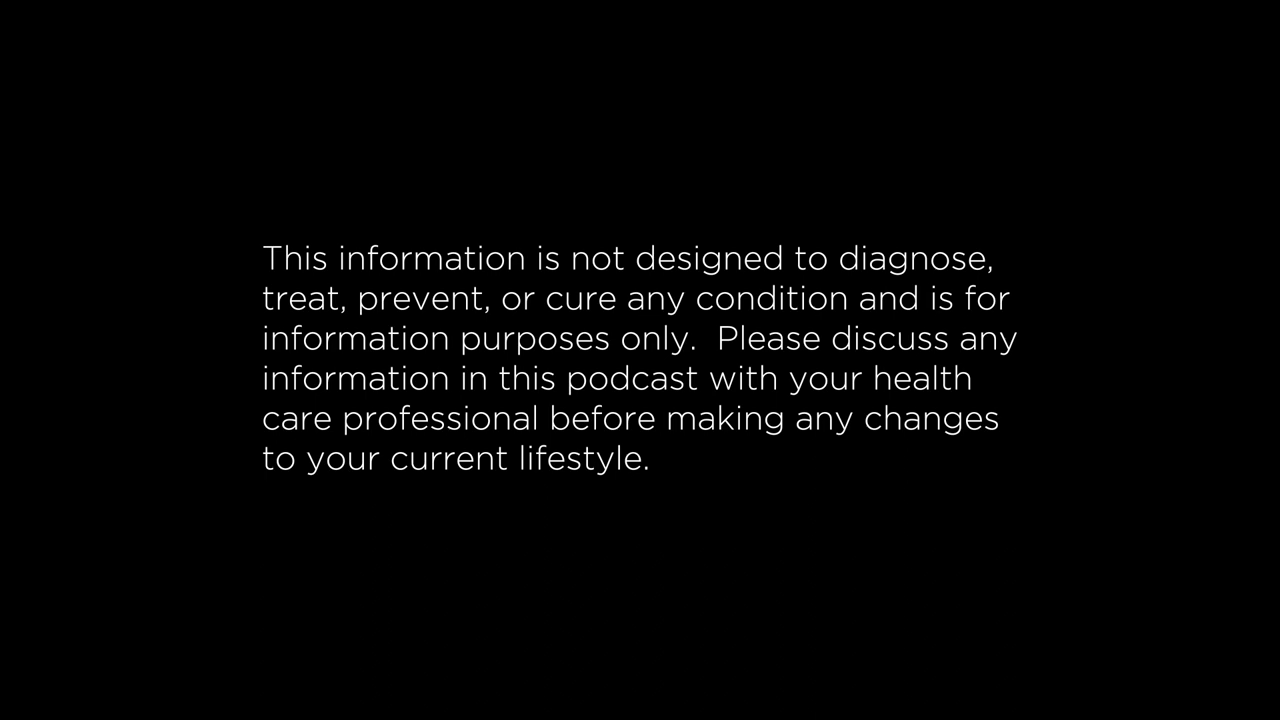 This information is not designed to diagnose,
treat, prevent, or cure any condition and is for
information purposes only.  Please discuss any
information in this podcast with your health
care professional before making any changes
to your current lifestyle.